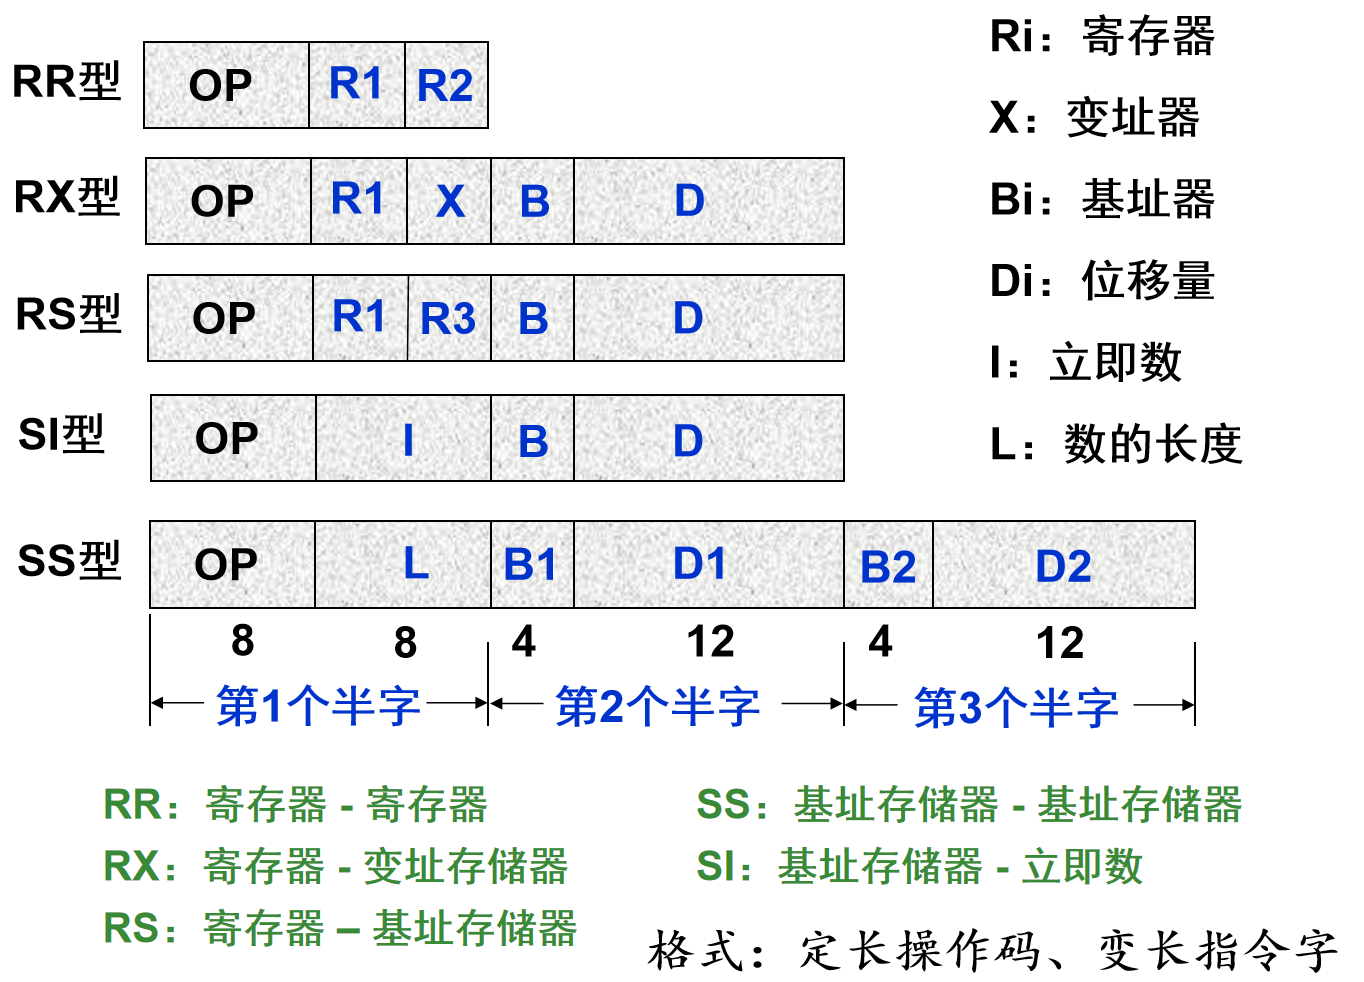 RR型 OP R1 R2
RX型 OP R1 X B D
RS型 OP R1 R3 B D
SI型 OP I B D
SS型 OP L B1 D1 B2 D2
8 8 4 12 4 12
第1个半字 第2个半字 第3个半字
Ri：寄存器
X：变址器
Bi：基址器
Di：位移量
I：立即数
L：数的长度
RR：寄存器 - 寄存器
RX：寄存器 - 变址存储器
RS：寄存器 – 基址存储器
SS：基址存储器 - 基址存储器
SI：基址存储器 - 立即数
格式：定长操作码、变长指令字